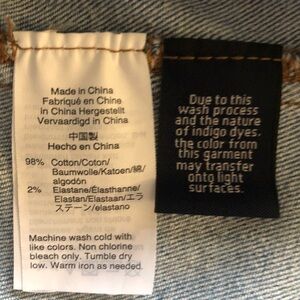 Made in China
Fabriqué en Chine
In China Hergestellt
Vervaardigd in China
中国製
Hecho en China
98% Cotton/Coton/
Baumwolle/Katoen/綿/
algodón
2% Elastane/Élasthanne/
Elastan/Elastaan/エラ
ステーン/elastano
Machine wash cold with
like colors. Non chlorine
bleach only. Tumble dry
low. Warm iron as needed.
Due to this
wash process
and the nature
of indigo dyes.
the color from
this garment
may transfer
onto light
surfaces.